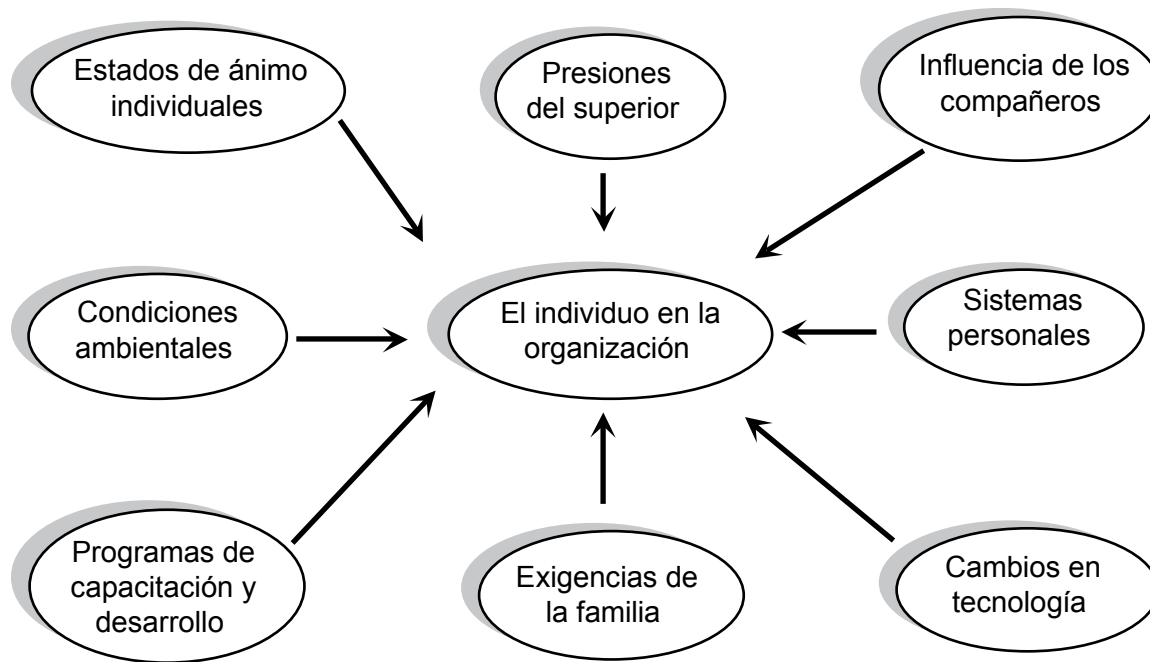 Estados de ánimo
individuales
Presiones
del superior
Influencia de los
compañeros
Condiciones
ambientales
El individuo en la
organización
Sistemas
personales
Programas de
capacitación y
desarrollo
Exigencias de
la familia
Cambios en
tecnología